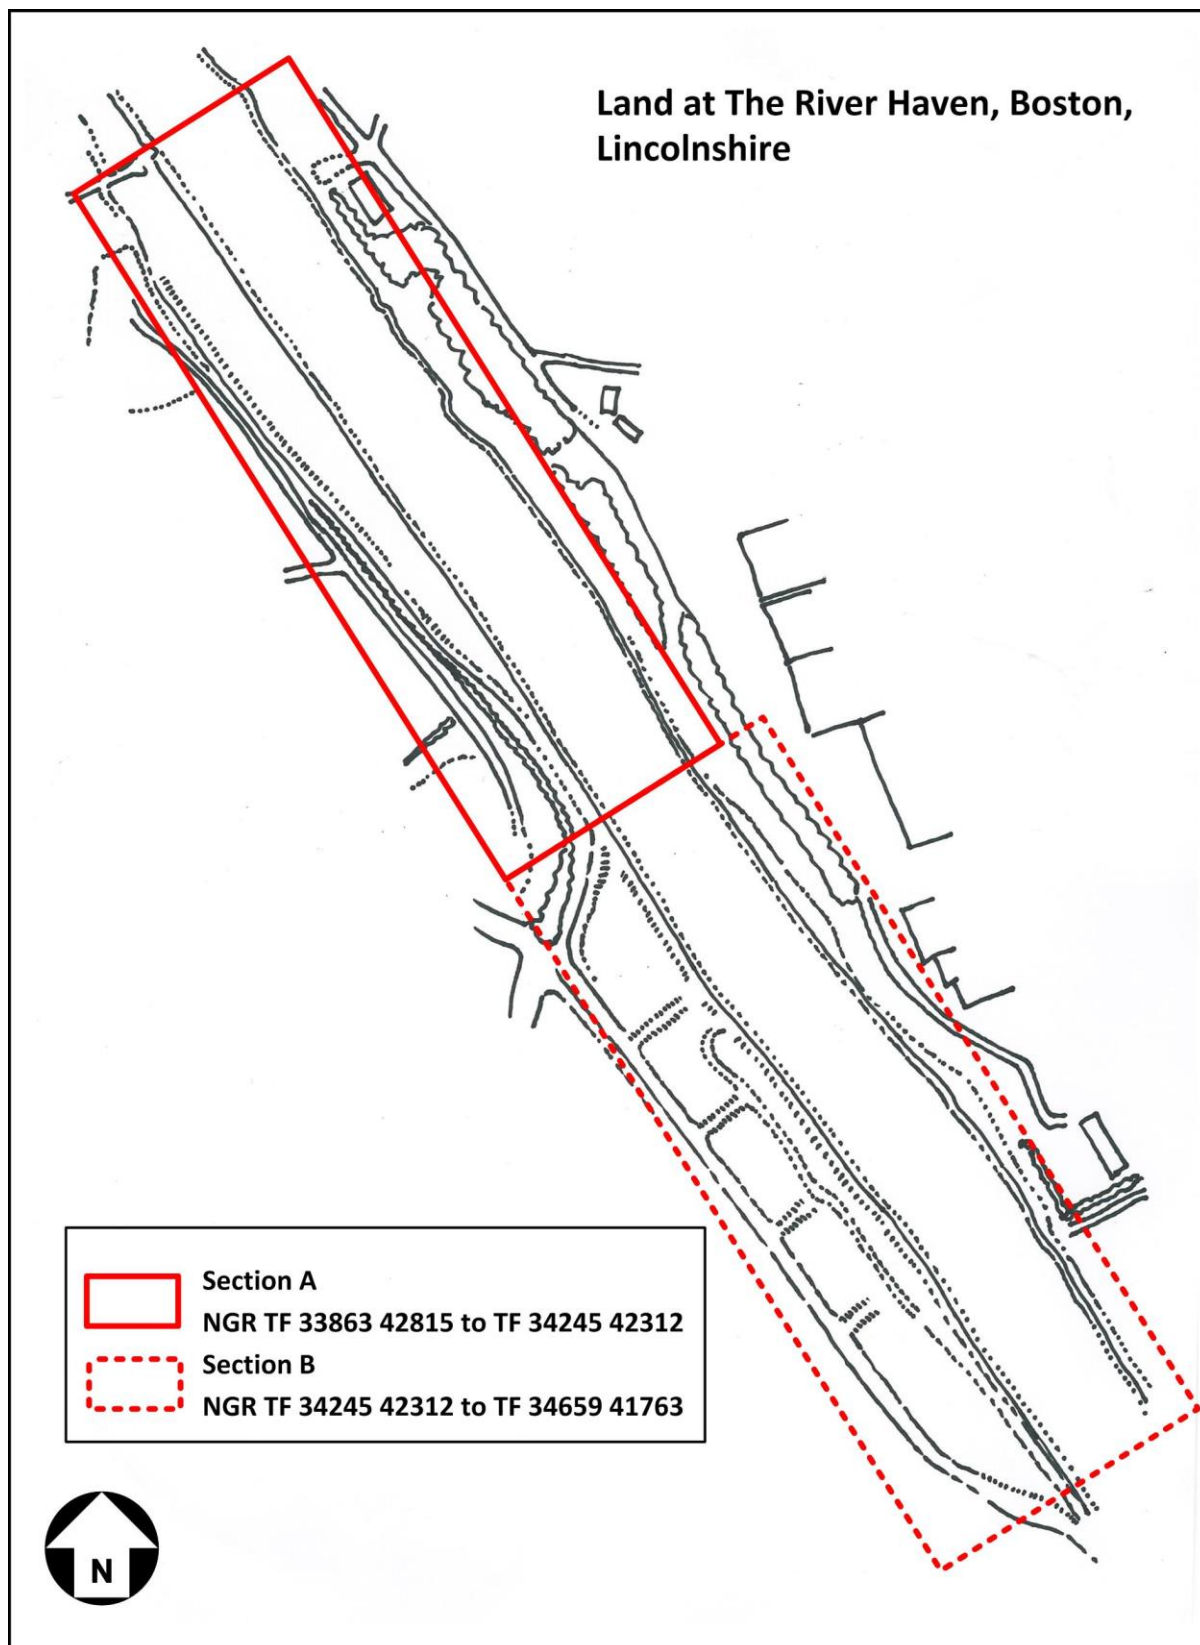 Land at The River Haven, Boston,
Lincolnshire
Section A
NGR TF 33863 42815 to TF 34245 42312
Section B
NGR TF 34245 42312 to TF 34659 41763
N